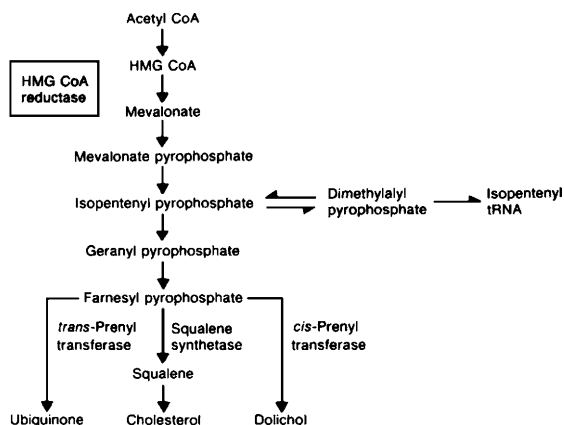 Acetyl CoA
HMG CoA
HMG CoA
reductase
Mevalonate
Mevalonate pyrophosphate
Isopentenyl pyrophosphate
Dimethylalyl
pyrophosphate
Isopentenyl
tRNA
Geranyl pyrophosphate
Farnesyl pyrophosphate
trans-Prenyl
transferase
Squalene
synthetase
cis-Prenyl
transferase
Squalene
Ubiquinone
Cholesterol
Dolichol